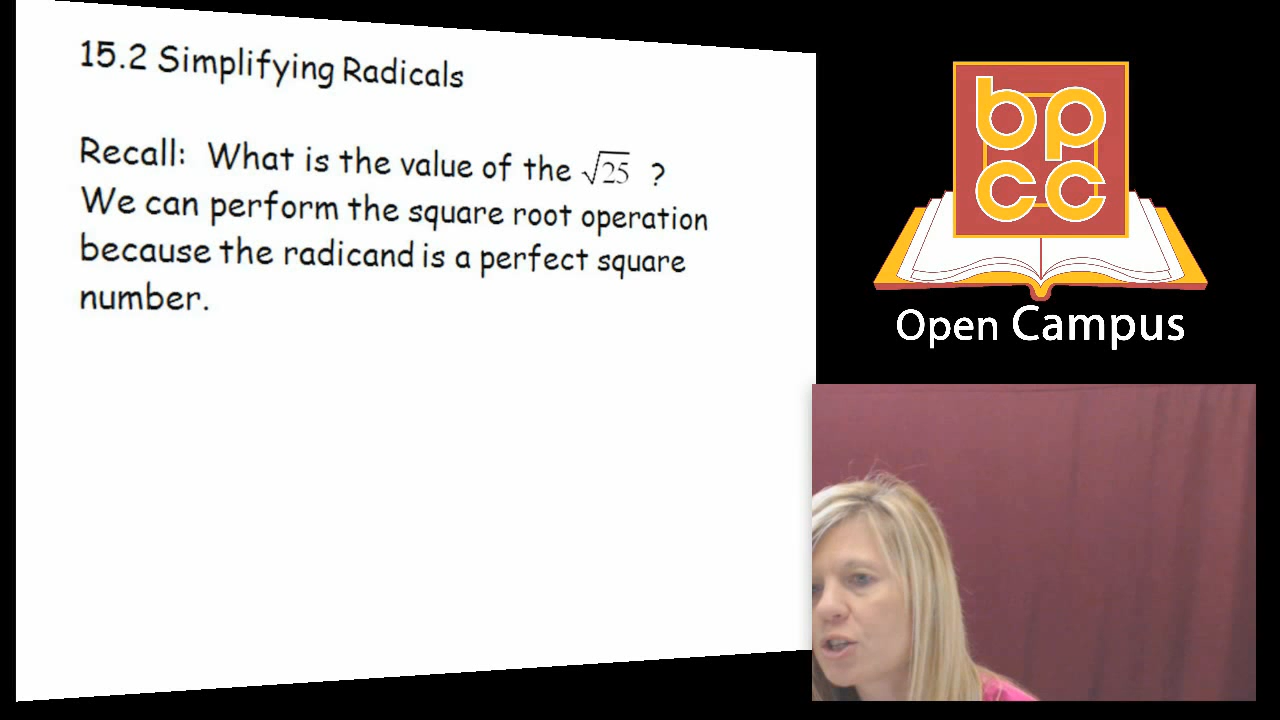 15.2 Simplifying Radicals
Recall: What is the value of the √25 ?
We can perform the square root operation
because the radicand is a perfect square
number.
bp
cc
Open Campus